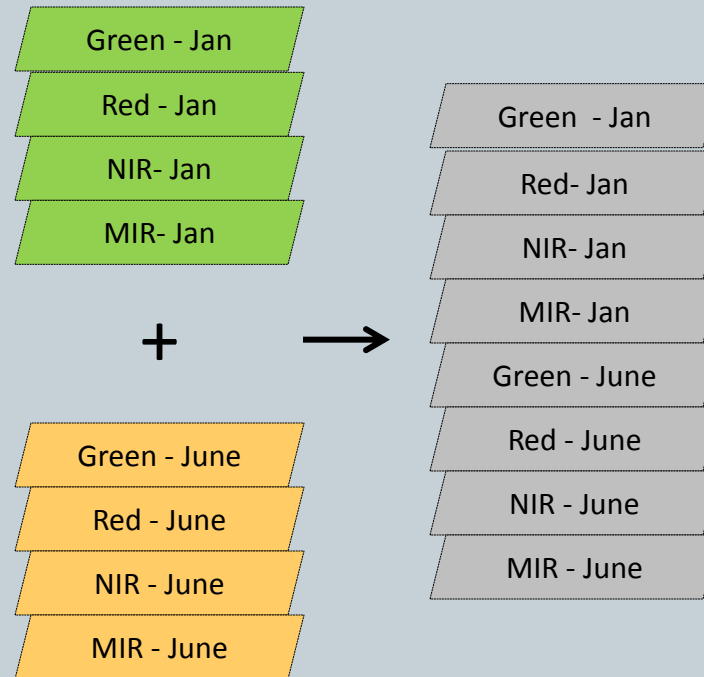 Green - Jan
Red - Jan
NIR- Jan
MIR- Jan
+
Green - June
Red - June
NIR - June
MIR - June
Green  - Jan
Red- Jan
NIR- Jan
MIR- Jan
Green - June
Red - June
NIR - June
MIR - June